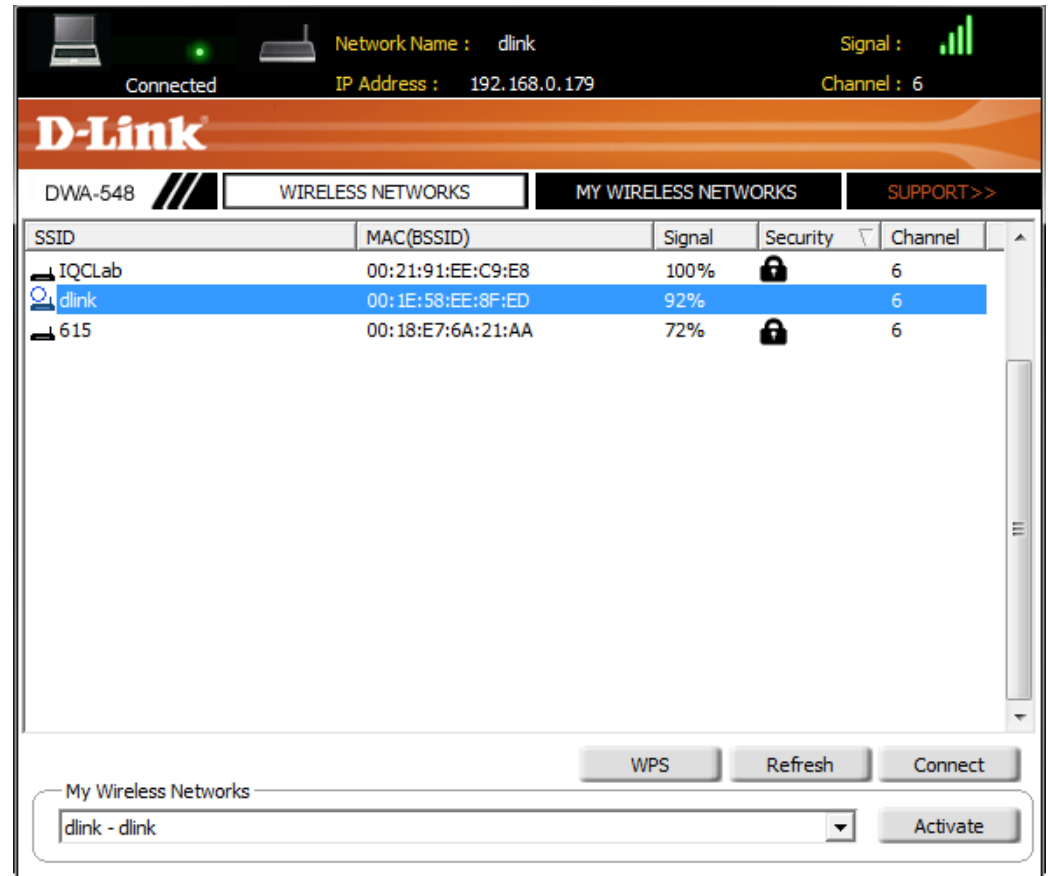 Network Name : dlink Signal :
Connected IP Address : 192.168.0.179 Channel : 6
D-Link®
DWA-548 WIRELESS NETWORKS MY WIRELESS NETWORKS SUPPORT>>
SSID MAC(BSSID) Signal Security Channel
IQCLab 00:21:91:EE:C9:E8 100% 6
dlink 00:1E:58:EE:8F:ED 92% 6
615 00:18:E7:6A:21:AA 72% 6
WPS Refresh Connect
My Wireless Networks
dlink - dlink Activate